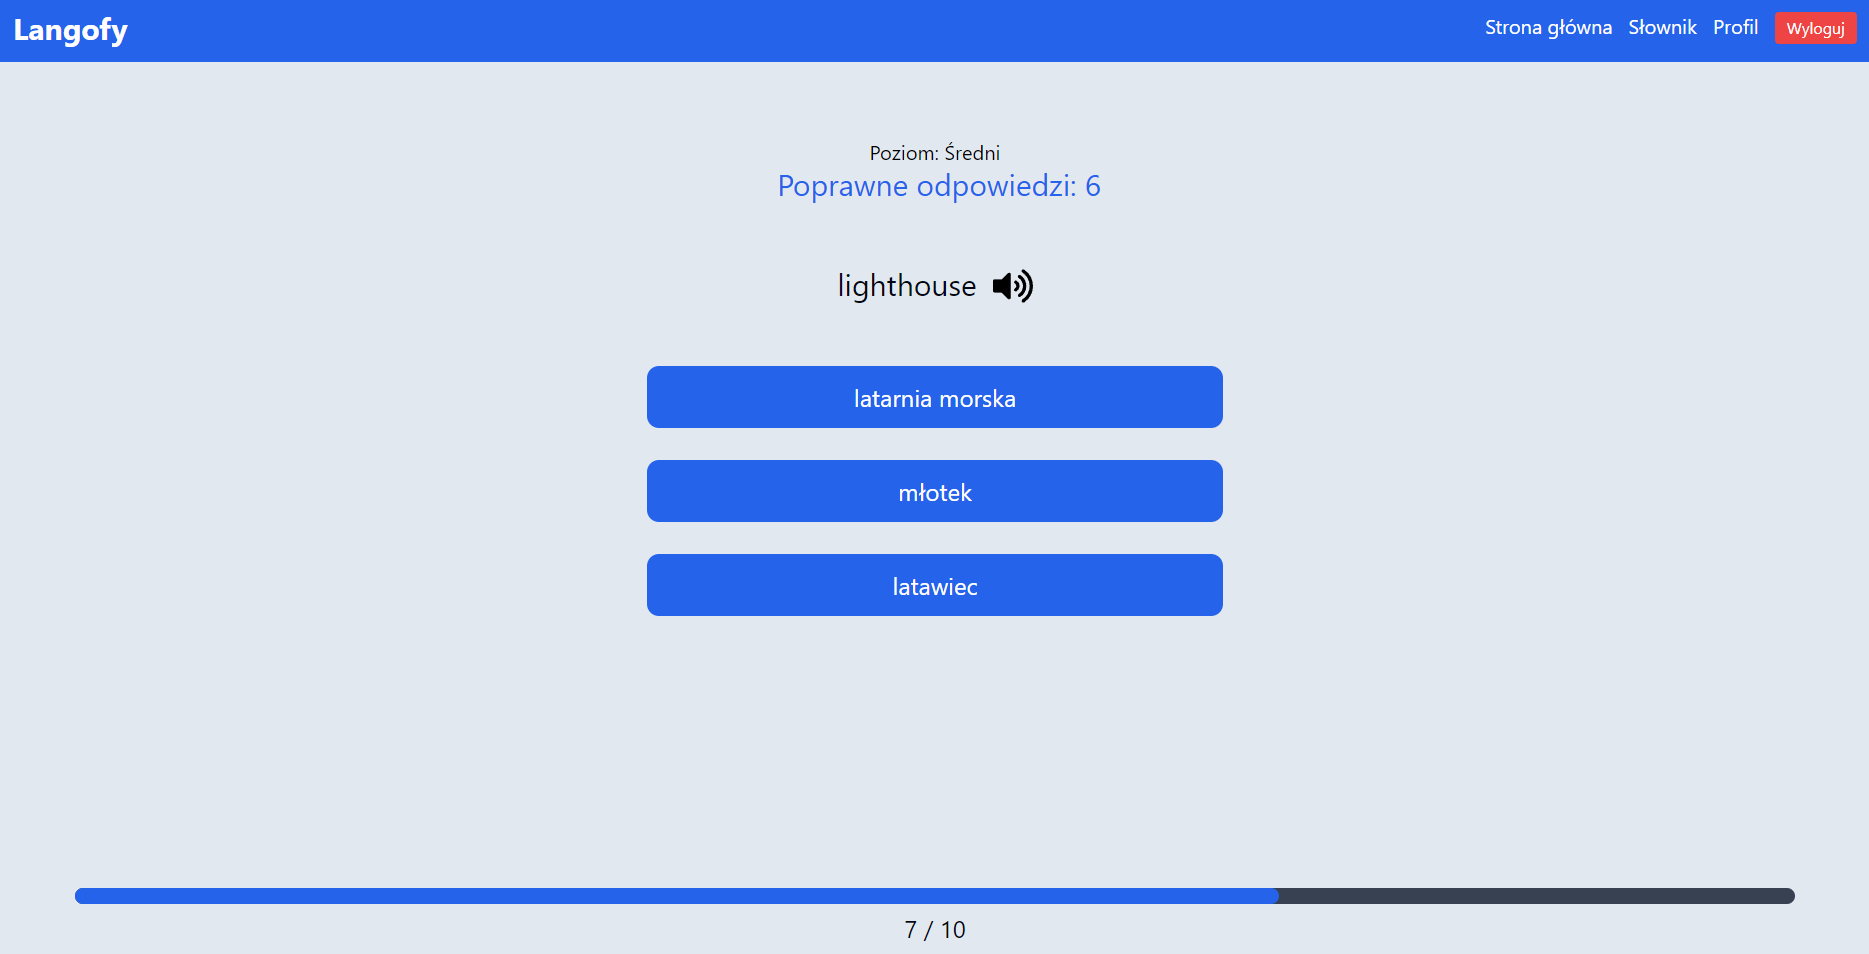 Langofy
Strona główna Słownik Profil Wyloguj
Poziom: Średni
Poprawne odpowiedzi: 6
lighthouse
latarnia morska
młotek
latawiec
7 / 10